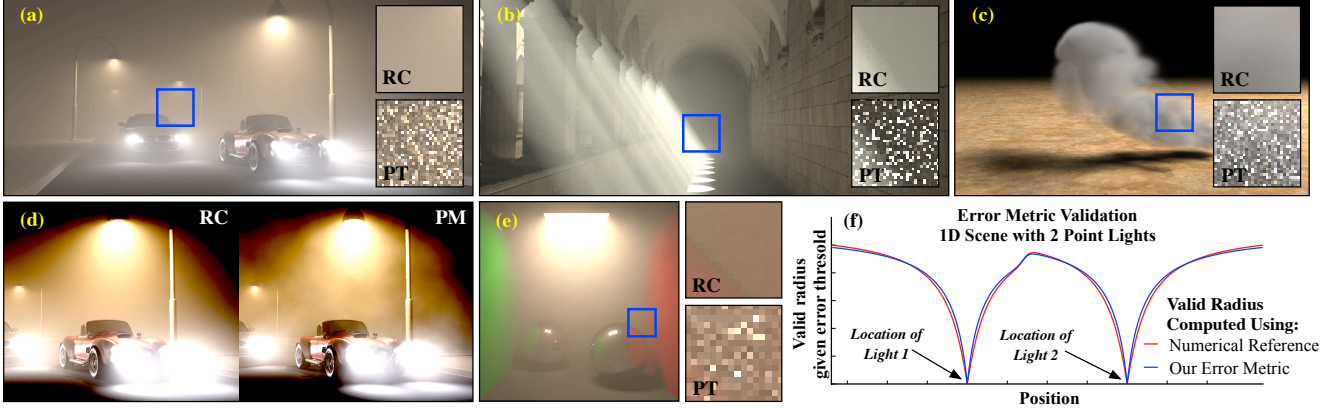 (a)
RC
PT
(b)
RC
PT
(c)
RC
PT
(d)
RC
PM
(e)
RC
PT
(f)
Error Metric Validation
1D Scene with 2 Point Lights
Valid radius
given error thresold
Location of
Light 1
Location of
Light 2
Valid Radius
Computed Using:
Numerical Reference
Our Error Metric
Position